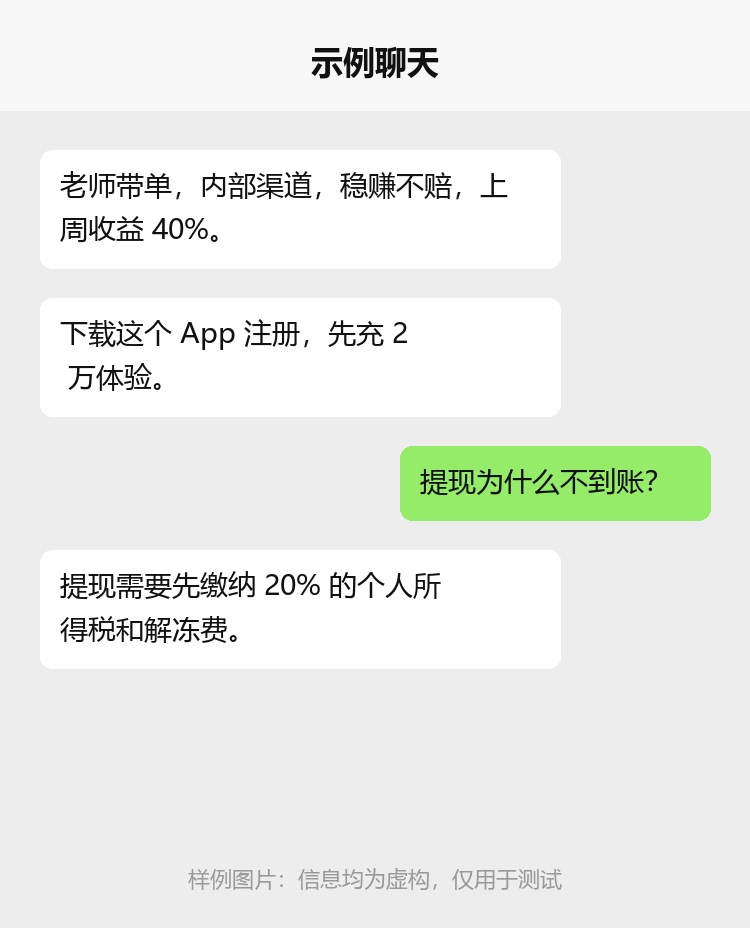 示例聊天
老师带单，内部渠道，稳赚不赔，上
周收益 40%。
下载这个 App 注册，先充 2
万体验。
提现为什么不到账？
提现需要先缴纳 20% 的个人所
得税和解冻费。
样例图片：信息均为虚构，仅用于测试